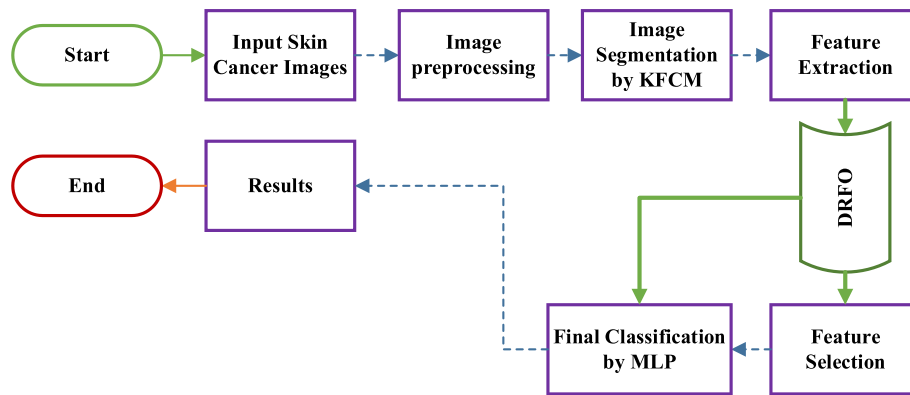 Start
Input Skin
Cancer Images
Image
preprocessing
Image
Segmentation
by KFCM
Feature
Extraction
DRFO
Feature
Selection
Final Classification
by MLP
Results
End